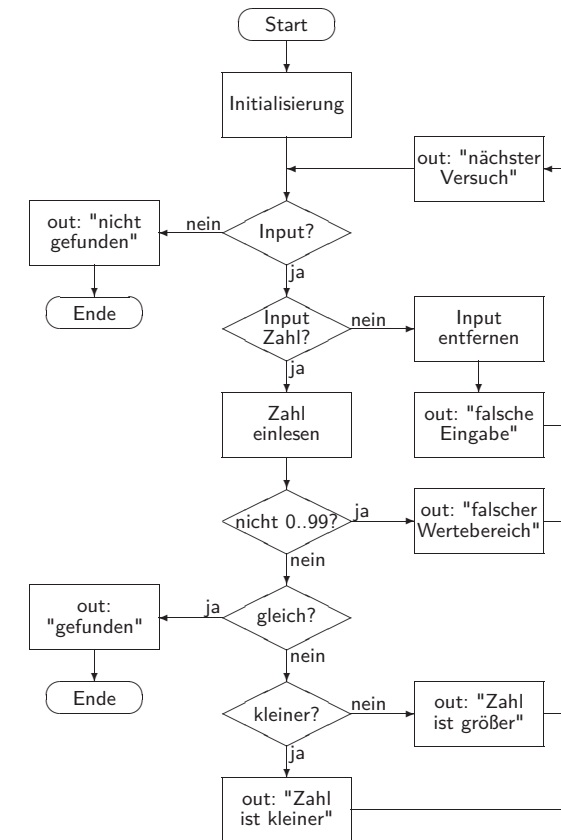 Start
Initialisierung
out: "nächster
Versuch"
out: "nicht
gefunden"
nein
Input?
ja
Ende
Input
Zahl?
nein
Input
entfernen
ja
Zahl
einlesen
out: "falsche
Eingabe"
nicht 0..99?
ja
out: "falscher
Wertebereich"
nein
out:
"gefunden"
ja
gleich?
nein
Ende
kleiner?
nein
out: "Zahl
ist größer"
ja
out: "Zahl
ist kleiner"